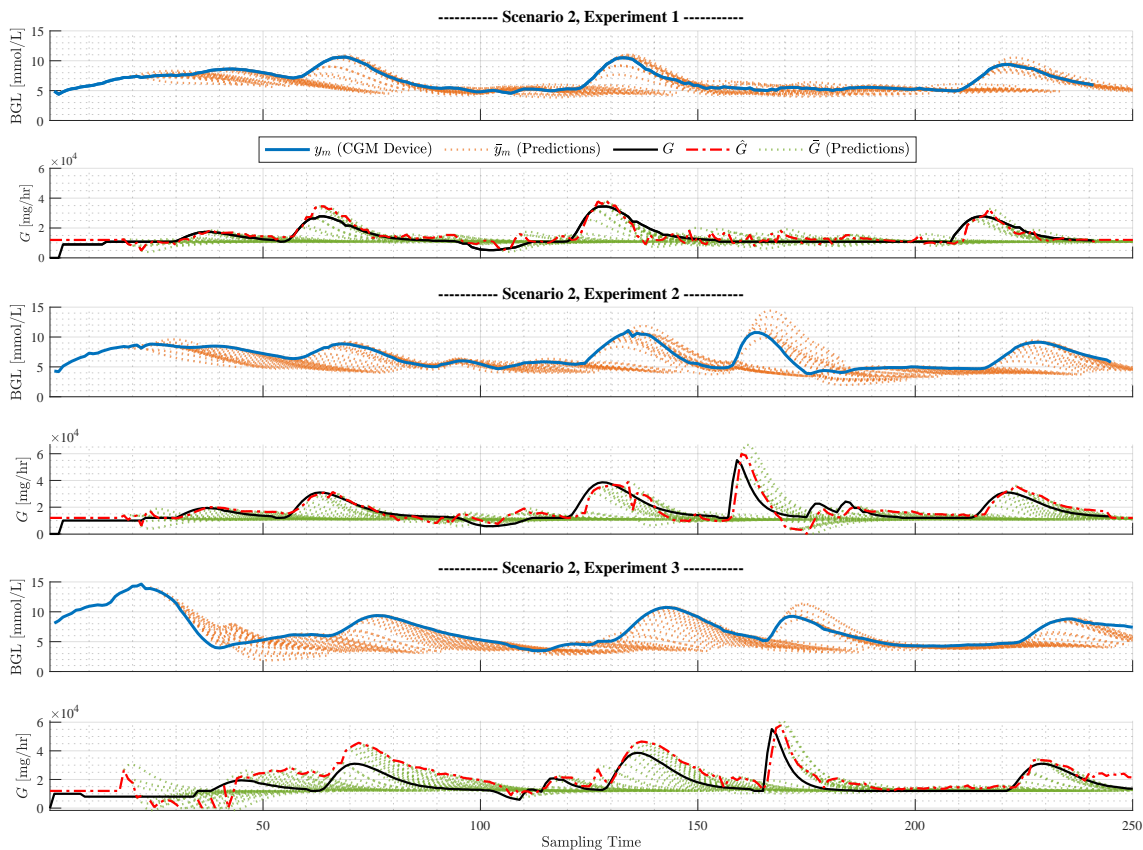 ----------- Scenario 2, Experiment 1 -----------
BGL [mmol/L]
15
10
5
0
y_m (CGM Device) ȳ_m (Predictions) G Ĝ Ḡ (Predictions)
×10^4
G [mg/hr]
6
4
2
0
----------- Scenario 2, Experiment 2 -----------
BGL [mmol/L]
15
10
5
0
×10^4
G [mg/hr]
6
4
2
0
----------- Scenario 2, Experiment 3 -----------
BGL [mmol/L]
15
10
5
0
×10^4
G [mg/hr]
6
4
2
0
50 100 150 200 250
Sampling Time